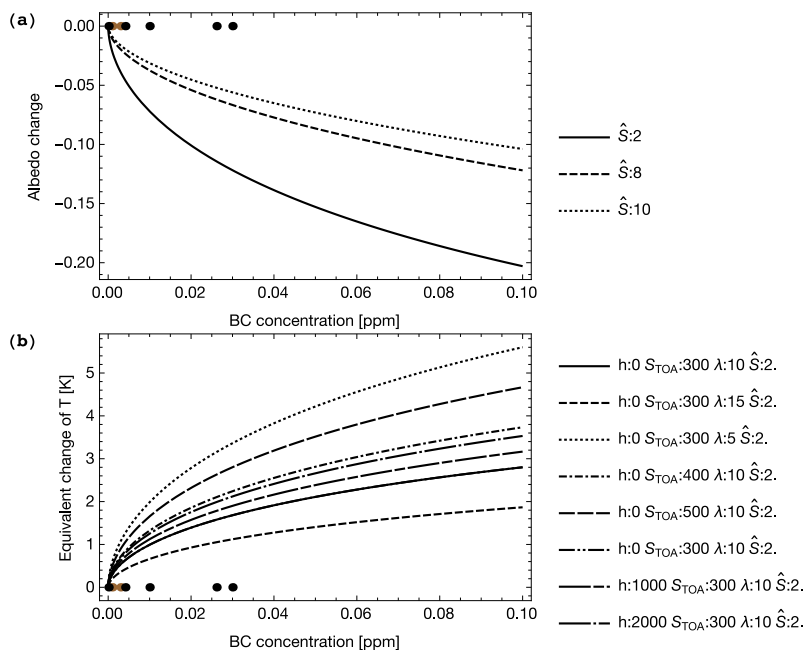 (a)
0.00
-0.05
-0.10
-0.15
-0.20
Albedo change
0.00 0.02 0.04 0.06 0.08 0.10
BC concentration [ppm]
Ŝ:2
Ŝ:8
Ŝ:10
(b)
5
4
3
2
1
0
Equivalent change of T [K]
0.00 0.02 0.04 0.06 0.08 0.10
BC concentration [ppm]
h:0 S_TOA:300 λ:10 Ŝ:2.
h:0 S_TOA:300 λ:15 Ŝ:2.
h:0 S_TOA:300 λ:5 Ŝ:2.
h:0 S_TOA:400 λ:10 Ŝ:2.
h:0 S_TOA:500 λ:10 Ŝ:2.
h:0 S_TOA:300 λ:10 Ŝ:2.
h:1000 S_TOA:300 λ:10 Ŝ:2.
h:2000 S_TOA:300 λ:10 Ŝ:2.